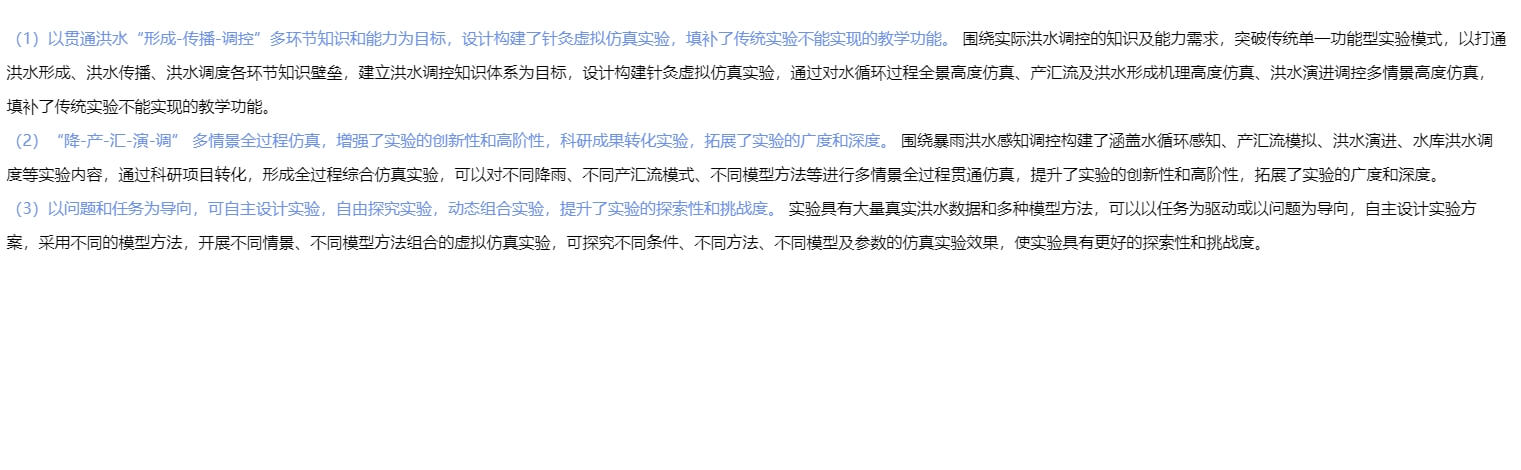 （1）以贯通洪水“形成-传播-调控”多环节知识和能力为目标，设计构建了针灸虚拟仿真实验，填补了传统实验不能实现的教学功能。 围绕实际洪水调控的知识及能力需求，突破传统单一功能型实验模式，以打通
洪水形成、洪水传播、洪水调度各环节知识壁垒，建立洪水调控知识体系为目标，设计构建针灸虚拟仿真实验，通过对水循环过程全景高度仿真、产汇流及洪水形成机理高度仿真、洪水演进调控多情景高度仿真，
填补了传统实验不能实现的教学功能。
（2）“降-产-汇-演-调” 多情景全过程仿真，增强了实验的创新性和高阶性，科研成果转化实验，拓展了实验的广度和深度。 围绕暴雨洪水感知调控构建了涵盖水循环感知、产汇流模拟、洪水演进、水库洪水调
度等实验内容，通过科研项目转化，形成全过程综合仿真实验，可以对不同降雨、不同产汇流模式、不同模型方法等进行多情景全过程贯通仿真，提升了实验的创新性和高阶性，拓展了实验的广度和深度。
（3）以问题和任务为导向，可自主设计实验，自由探究实验，动态组合实验，提升了实验的探索性和挑战度。 实验具有大量真实洪水数据和多种模型方法，可以以任务为驱动或以问题为导向，自主设计实验方
案，采用不同的模型方法，开展不同情景、不同模型方法组合的虚拟仿真实验，可探究不同条件、不同方法、不同模型及参数的仿真实验效果，使实验具有更好的探索性和挑战度。